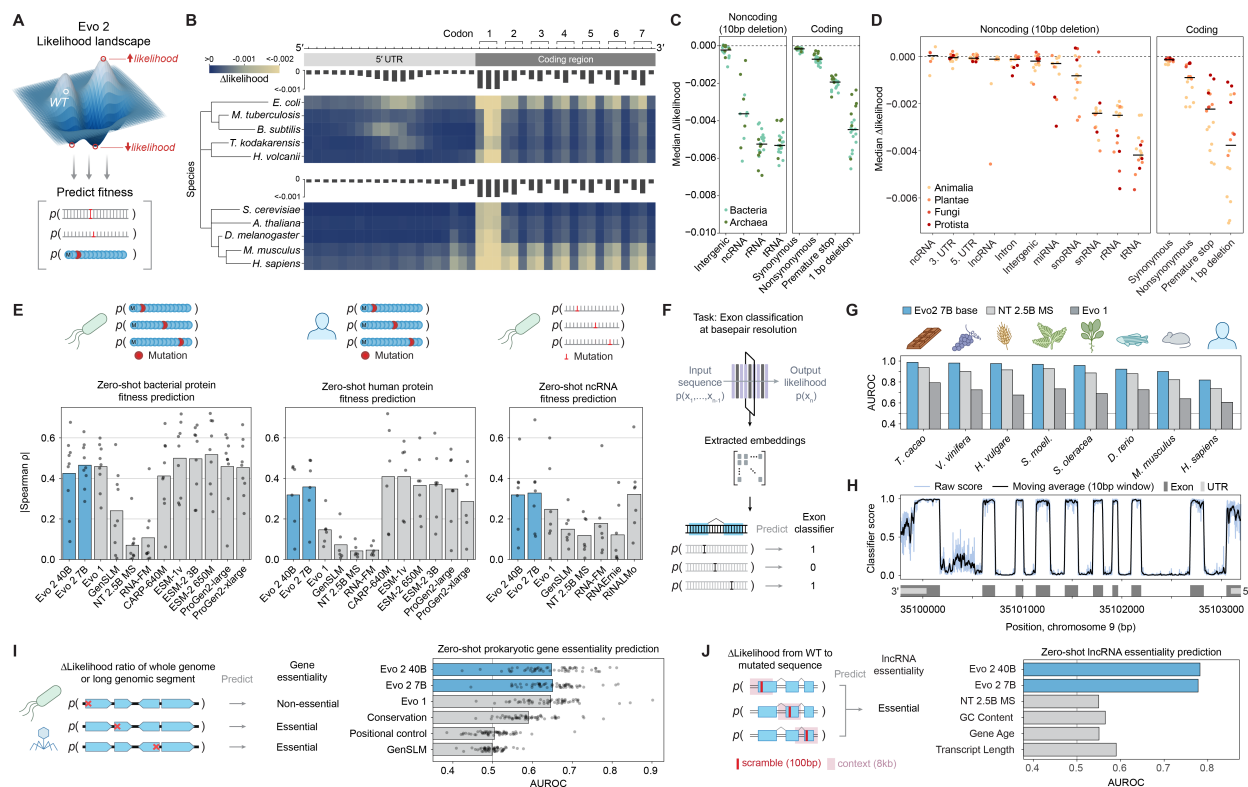 A
Evo 2
Likelihood landscape
likelihood
WT
likelihood
Predict fitness
p( )
p( )
p( M )
B
Codon 1 2 3 4 5 6 7
5' 3'
>0 <-0.002
Δlikelihood
5' UTR
Coding region
0
<-0.001
E. coli
M. tuberculosis
B. subtilis
T. kodakarensis
H. volcanii
Species
0
<-0.001
S. cerevisiae
A. thaliana
D. melanogaster
M. musculus
H. sapiens
C
Noncoding
(10bp deletion)
Coding
Median Δlikelihood
0.000
−0.002
−0.004
−0.006
−0.008
−0.010
Bacteria
Archaea
Intergenic
ncRNA
rRNA
tRNA
Synonymous
Nonsynonymous
Premature stop
1 bp deletion
D
Noncoding (10bp deletion)
Coding
Median Δlikelihood
0.000
−0.002
−0.004
−0.006
Animalia
Plantae
Fungi
Protista
ncRNA
3. UTR
5. UTR
lncRNA
Intron
Intergenic
miRNA
snoRNA
snRNA
rRNA
tRNA
Synonymous
Nonsynonymous
Premature stop
1 bp deletion
E
p( M )
p( M )
p( M )
Mutation
p( M )
p( M )
p( M )
Mutation
p( )
p( )
p( )
Mutation
Zero-shot bacterial protein
fitness prediction
|Spearman ρ|
0.6
0.4
0.2
0.0
Evo 2 40B
Evo 2 7B
Evo 1
GenSLM
NT 2.5B MS
RNA-FM
CARP-640M
ESM-1v
ESM-2 3B
ESM-2 650M
ProGen2-large
ProGen2-xlarge
Zero-shot human protein
fitness prediction
0.6
0.4
0.2
0.0
Evo 2 40B
Evo 2 7B
Evo 1
GenSLM
NT 2.5B MS
RNA-FM
CARP-640M
ESM-1v
ESM-2 650M
ESM-2 3B
ProGen2-large
ProGen2-xlarge
Zero-shot ncRNA
fitness prediction
0.6
0.4
0.2
0.0
Evo 2 40B
Evo 2 7B
Evo 1
GenSLM
NT 2.5B MS
RNA-FM
RNAErnie
RiNALMo
F
Task: Exon classification
at basepair resolution
Input
sequence
p(x1,...,xn-1)
Output
likelihood
p(xn)
Extracted embeddings
Predict
Exon
classifier
p( ) 1
p( ) 0
p( ) 1
G
Evo2 7B base
NT 2.5B MS
Evo 1
AUROC
1.0
0.8
0.6
0.4
T. cacao
V. vinifera
H. vulgare
S. moell.
S. oleracea
D. rerio
M. musculus
H. sapiens
H
Raw score
Moving average (10bp window)
Exon
UTR
Classifier score
1.0
0.5
0.0
3' 5'
35100000 35101000 35102000 35103000
Position, chromosome 9 (bp)
I
ΔLikelihood ratio of whole genome
or long genomic segment
Predict
Gene
essentiality
p( ) Non-essential
p( ) Essential
p( ) Essential
Zero-shot prokaryotic gene essentiality prediction
Evo 2 40B
Evo 2 7B
Evo 1
Conservation
Positional control
GenSLM
0.4 0.5 0.6 0.7 0.8 0.9
AUROC
J
ΔLikelihood from WT to
mutated sequence
Predict
lncRNA
essentiality
p( )
p( ) Essential
p( )
scramble (100bp)
context (8kb)
Zero-shot lncRNA essentiality prediction
Evo 2 40B
Evo 2 7B
NT 2.5B MS
GC Content
Gene Age
Transcript Length
0.4 0.5 0.6 0.7 0.8
AUROC